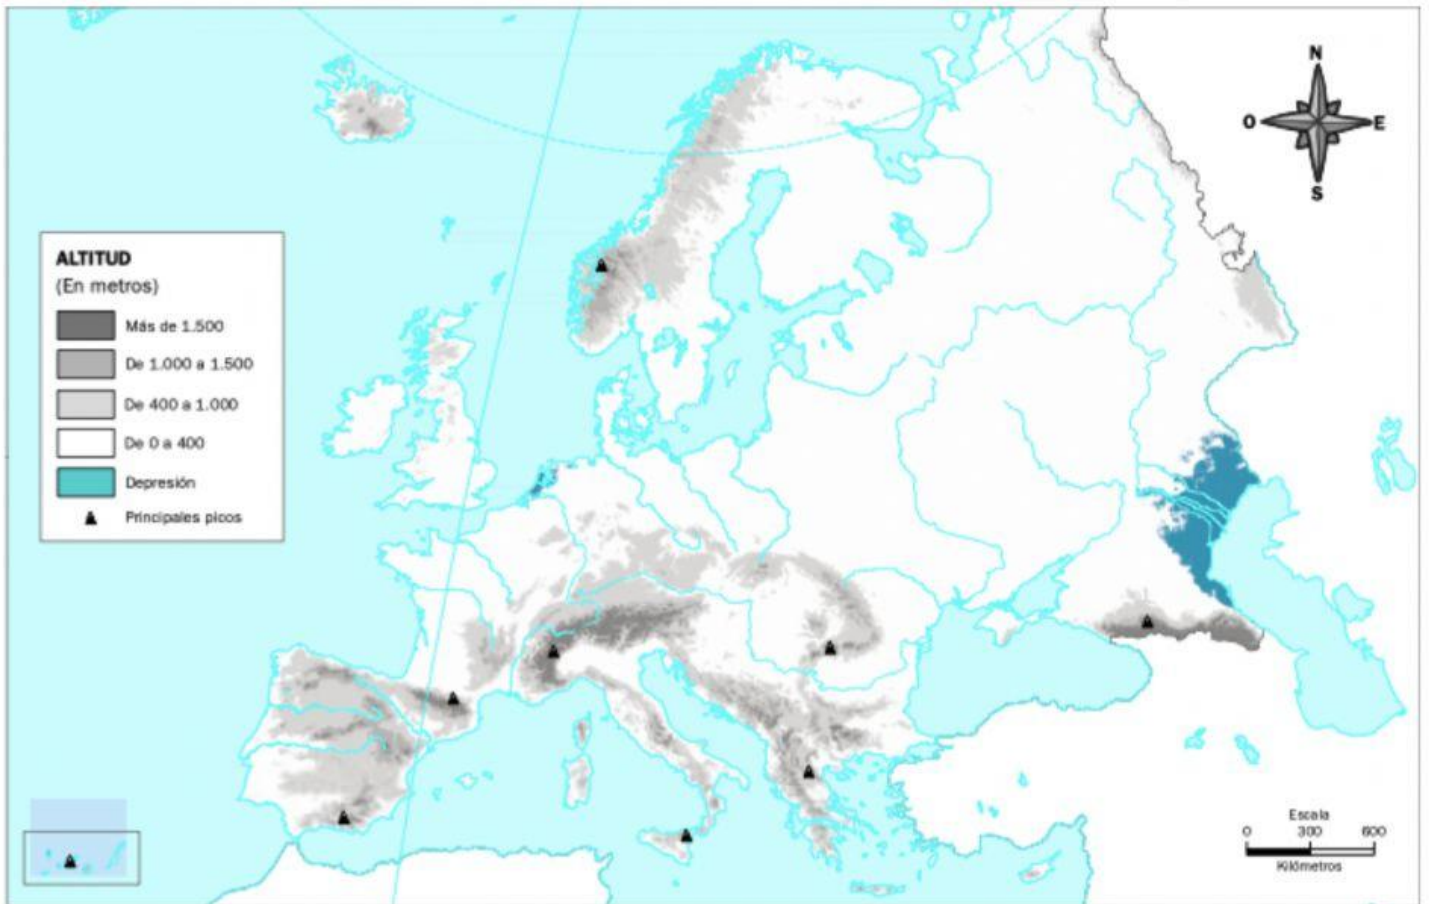 N
O
E
S
ALTITUD
(En metros)
Más de 1.500
De 1.000 a 1.500
De 400 a 1.000
De 0 a 400
Depresión
Principales picos
Escala
0 300 600
Kilómetros